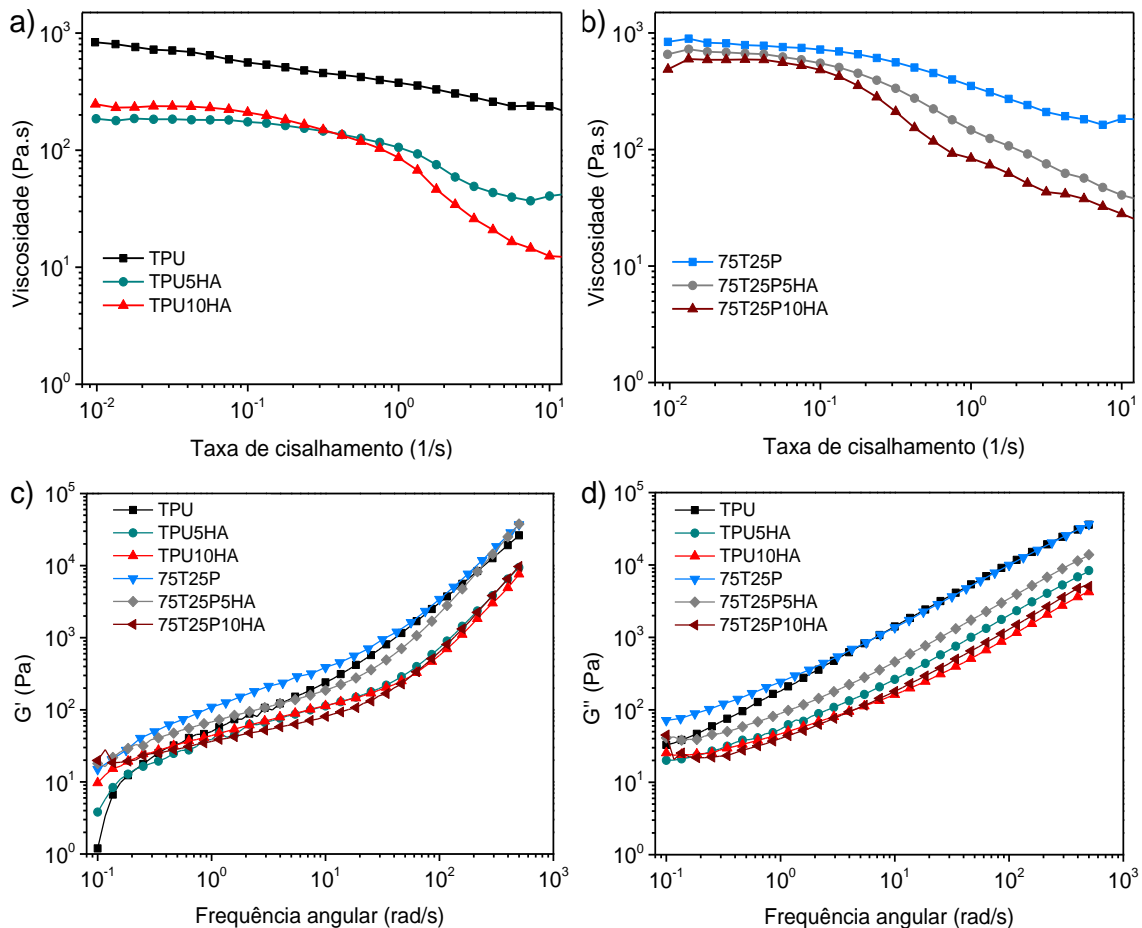 a)
10³
10²
10¹
10⁰
Viscosidade (Pa.s)
TPU
TPU5HA
TPU10HA
10⁻² 10⁻¹ 10⁰ 10¹
Taxa de cisalhamento (1/s)
b)
10³
10²
10¹
10⁰
Viscosidade (Pa.s)
75T25P
75T25P5HA
75T25P10HA
10⁻² 10⁻¹ 10⁰ 10¹
Taxa de cisalhamento (1/s)
c)
10⁵
10⁴
10³
10²
10¹
10⁰
G' (Pa)
TPU
TPU5HA
TPU10HA
75T25P
75T25P5HA
75T25P10HA
10⁻¹ 10⁰ 10¹ 10² 10³
Frequência angular (rad/s)
d)
10⁵
10⁴
10³
10²
10¹
10⁰
G'' (Pa)
TPU
TPU5HA
TPU10HA
75T25P
75T25P5HA
75T25P10HA
10⁻¹ 10⁰ 10¹ 10² 10³
Frequência angular (rad/s)